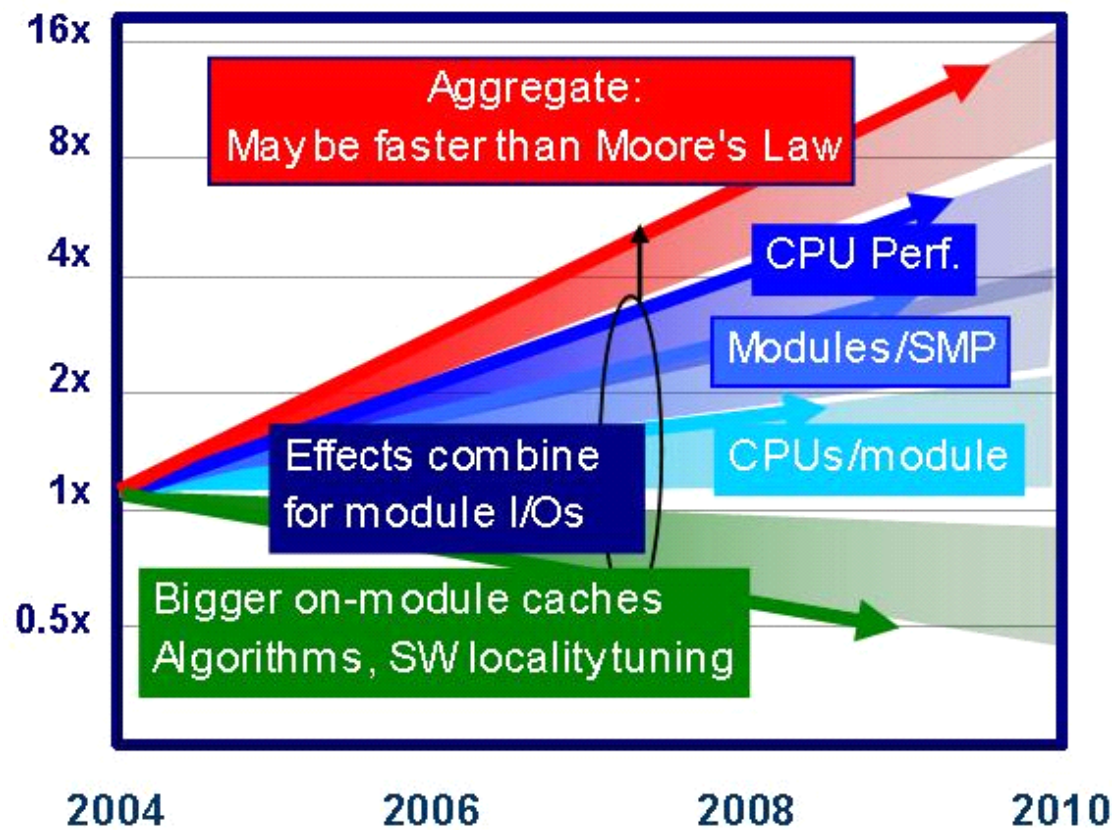 16x
8x
4x
2x
1x
0.5x
Aggregate:
May be faster than Moore's Law
CPU Perf.
Modules/SMP
CPUs/module
Effects combine
for module I/Os
Bigger on-module caches
Algorithms, SW locality tuning
2004 2006 2008 2010